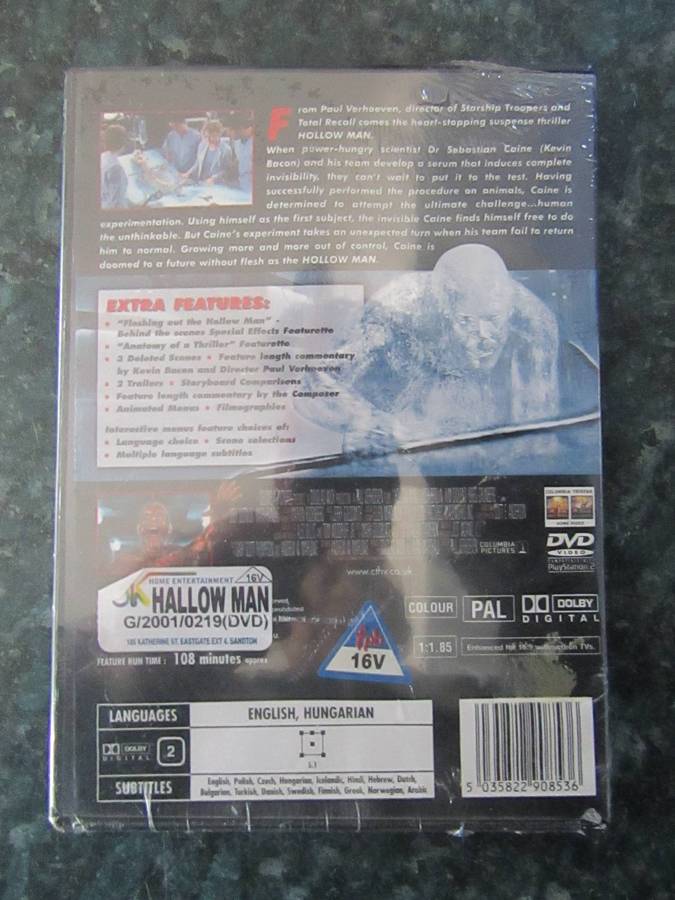 From Paul Verhoeven, director of Starship Troopers and
Total Recall comes the heart-stopping suspense thriller
HOLLOW MAN.
When power-hungry scientist Dr Sebastian Caine (Kevin
Bacon) and his team develop a serum that induces complete
invisibility, they can't wait to put it to the test. Having
successfully performed the procedure on animals, Caine is
determined to attempt the ultimate challenge...human
experimentation. Using himself as the first subject, the invisible Caine finds himself free to do
the unthinkable. But Caine's experiment takes an unexpected turn when his team fail to return
him to normal. Growing more and more out of control, Caine is
doomed to a future without flesh as the HOLLOW MAN.
EXTRA FEATURES:
• "Fleshing out the Hollow Man" -
Behind the scenes Special Effects Featurette
• "Anatomy of a Thriller" Featurette
• 3 Deleted Scenes • Feature length commentary
by Kevin Bacon and Director Paul Verhoeven
• 2 Trailers • Storyboard Comparisons
• Feature length commentary by the Composer
• Animated Menus • Filmographies
Interactive menus feature choices of:
• Language choice • Scene selections
• Multiple language subtitles
COLUMBIA TRISTAR
HOME VIDEO
COLUMBIA
PICTURES
DVD
VIDEO
PlayStation 2
www.cthv.co.uk
HOME ENTERTAINMENT 16V
HALLOW MAN
G/2001/0219(DVD)
105 KATHERINE ST. EASTGATE EXT 4, SANDTON
16V
COLOUR PAL DOLBY
DIGITAL
1:1.85 Enhanced for 16:9 widescreen TVs.
FEATURE RUN TIME: 108 minutes approx
LANGUAGES ENGLISH, HUNGARIAN
DOLBY
DIGITAL 2
5.1
SUBTITLES English, Polish, Czech, Hungarian, Icelandic, Hindi, Hebrew, Dutch,
Bulgarian, Turkish, Danish, Swedish, Finnish, Greek, Norwegian, Arabic
5 035822 908536